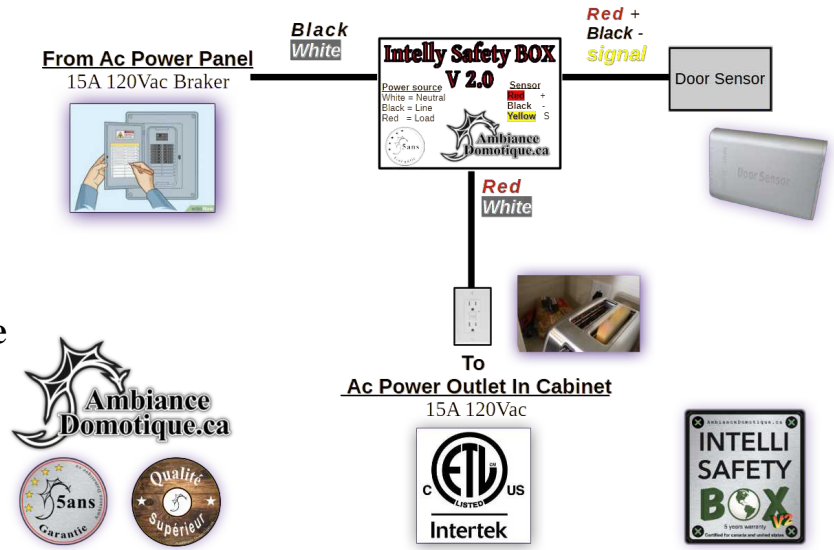 Black
White
Red +
Black -
signal
From Ac Power Panel
15A 120Vac Braker
Intelly Safety BOX
V 2.0
Power source
White = Neutral
Black = Line
Red = Load
Sensor
Red +
Black -
Yellow S
5ans
Garantie
Ambiance
Domotique.ca
Door Sensor
Door Sensor
Red
White
e
To
Ac Power Outlet In Cabinet
15A 120Vac
Ambiance
Domotique.ca
5ans
Garantie
Qualité
Supérieur
ETL
CM
C US
LISTED
Intertek
AmbianceDomotique.ca
INTELLI
SAFETY
BOX
V2
5 years warranty
Certified for canada and united states